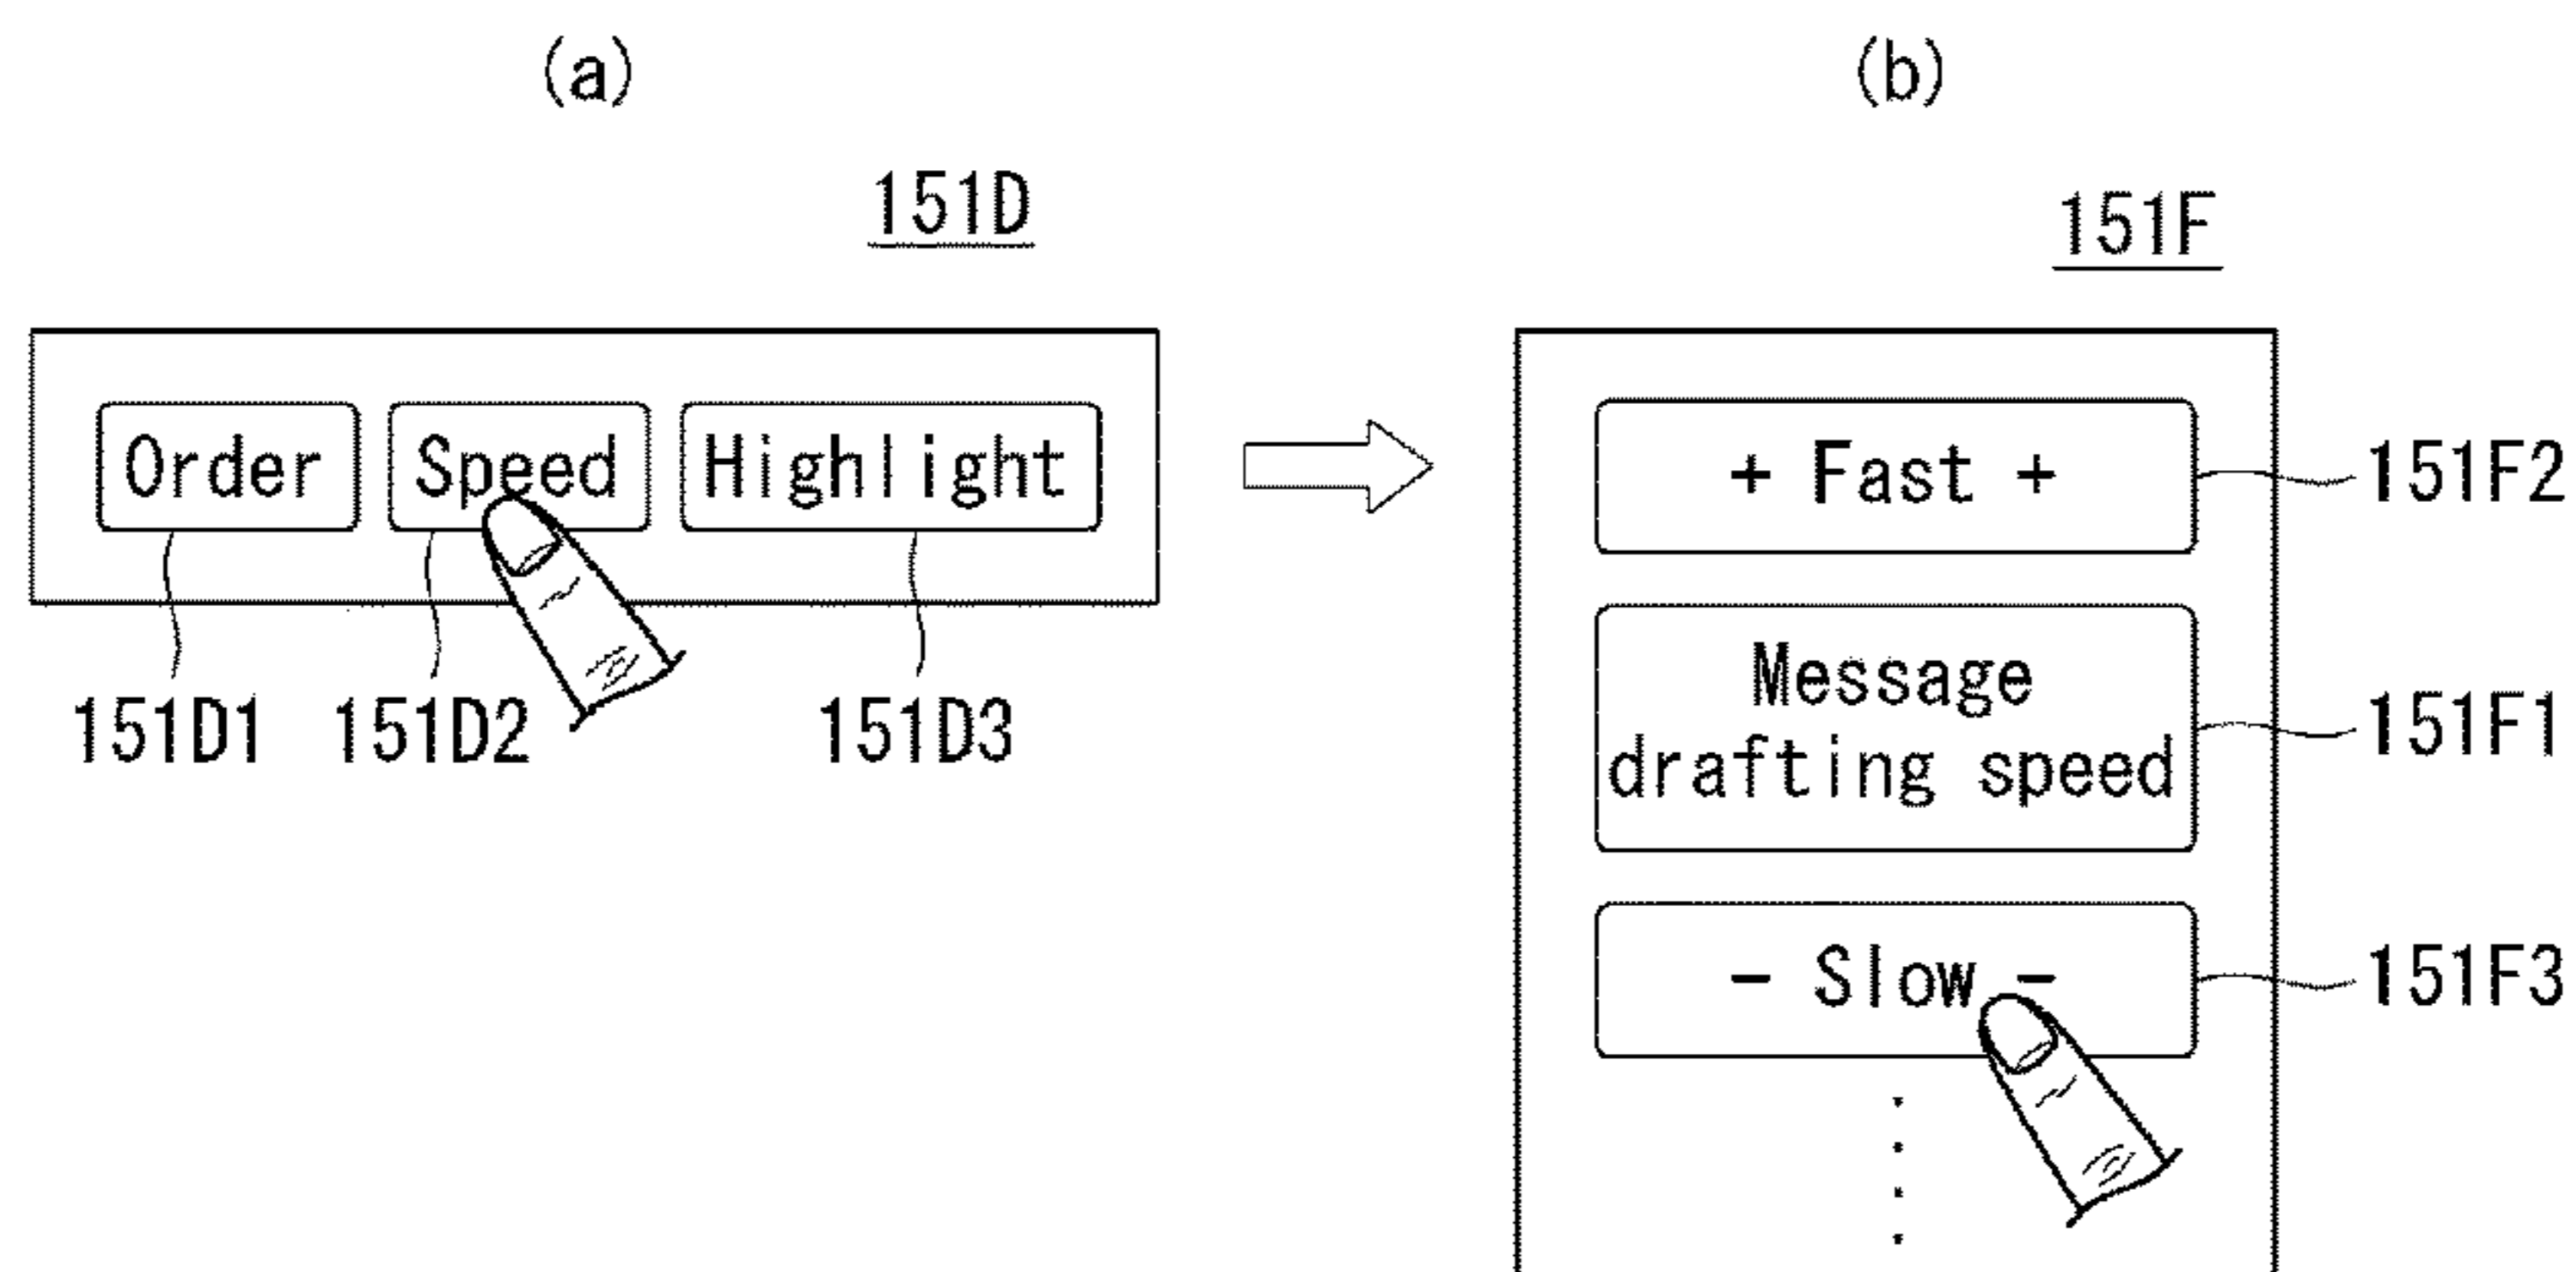 (a)
151D
Order Speed Highlight
151D1 151D2 151D3
(b)
151F
+ Fast + 151F2
Message
drafting speed 151F1
- Slow - 151F3